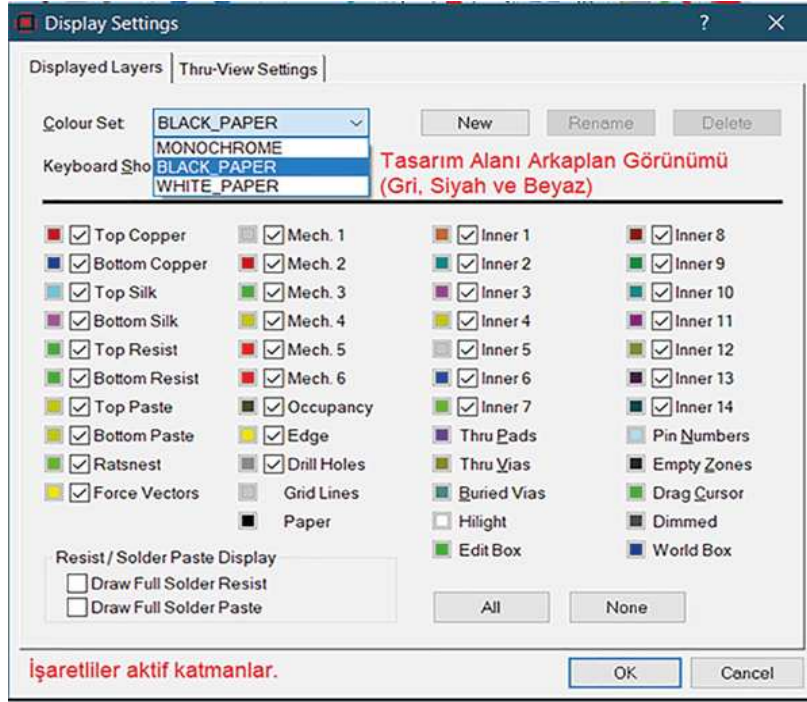 Display Settings ? ×
Displayed Layers Thru-View Settings
Colour Set BLACK_PAPER New Rename Delete
MONOCHROME
Keyboard Sho BLACK_PAPER Tasarım Alanı Arkaplan Görünümü
WHITE_PAPER (Gri, Siyah ve Beyaz)
Top Copper Mech. 1 Inner 1 Inner 8
Bottom Copper Mech. 2 Inner 2 Inner 9
Top Silk Mech. 3 Inner 3 Inner 10
Bottom Silk Mech. 4 Inner 4 Inner 11
Top Resist Mech. 5 Inner 5 Inner 12
Bottom Resist Mech. 6 Inner 6 Inner 13
Top Paste Occupancy Inner 7 Inner 14
Bottom Paste Edge Thru Pads Pin Numbers
Ratsnest Drill Holes Thru Vias Empty Zones
Force Vectors Grid Lines Buried Vias Drag Cursor
Paper Hilight Dimmed
Edit Box World Box
Resist / Solder Paste Display
Draw Full Solder Resist
Draw Full Solder Paste All None
İşaretliler aktif katmanlar. OK Cancel